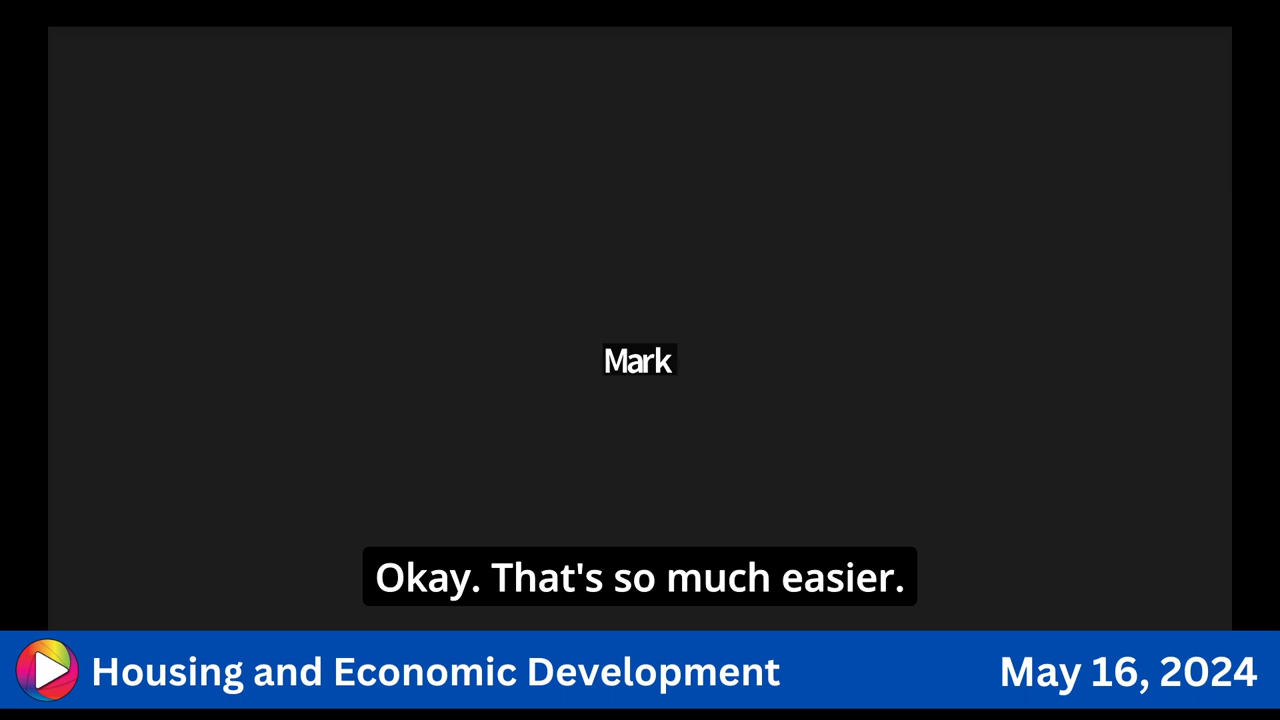 Mark
Okay. That's so much easier.
Housing and Economic Development
May 16, 2024